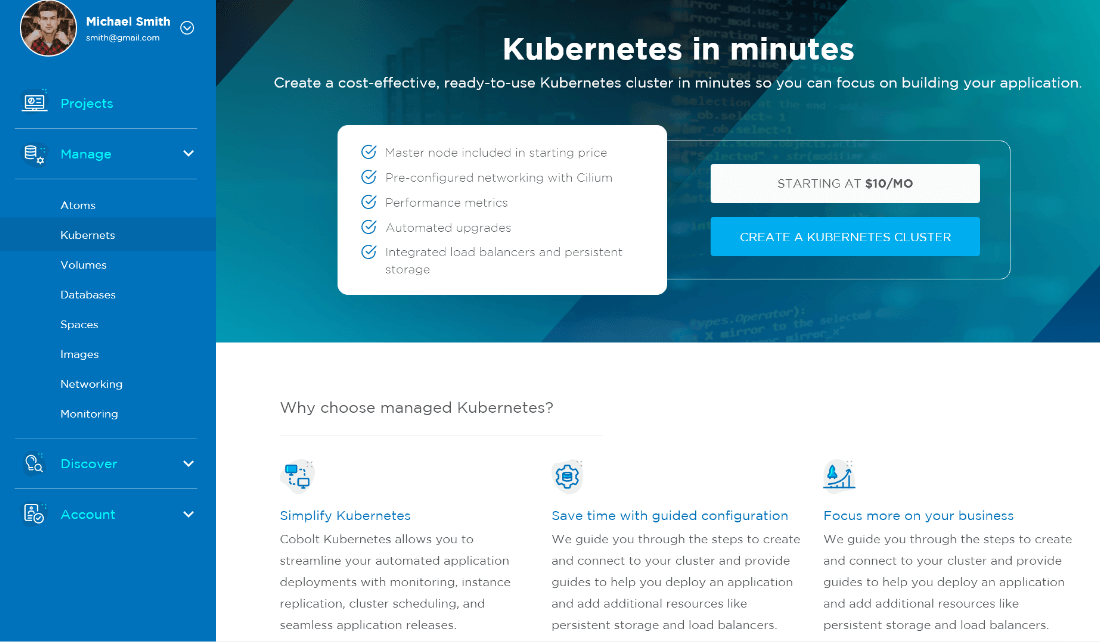 Michael Smith
smith@gmail.com
Projects
Manage
Atoms
Kubernets
Volumes
Databases
Spaces
Images
Networking
Monitoring
Discover
Account
Kubernetes in minutes
Create a cost-effective, ready-to-use Kubernetes cluster in minutes so you can focus on building your application.
Master node included in starting price
Pre-configured networking with Cilium
Performance metrics
Automated upgrades
Integrated load balancers and persistent
storage
STARTING AT $10/MO
CREATE A KUBERNETES CLUSTER
Why choose managed Kubernetes?
Simplify Kubernetes
Cobolt Kubernetes allows you to
streamline your automated application
deployments with monitoring, instance
replication, cluster scheduling, and
seamless application releases.
Save time with guided configuration
We guide you through the steps to create
and connect to your cluster and provide
guides to help you deploy an application
and add additional resources like
persistent storage and load balancers.
Focus more on your business
We guide you through the steps to create
and connect to your cluster and provide
guides to help you deploy an application
and add additional resources like
persistent storage and load balancers.